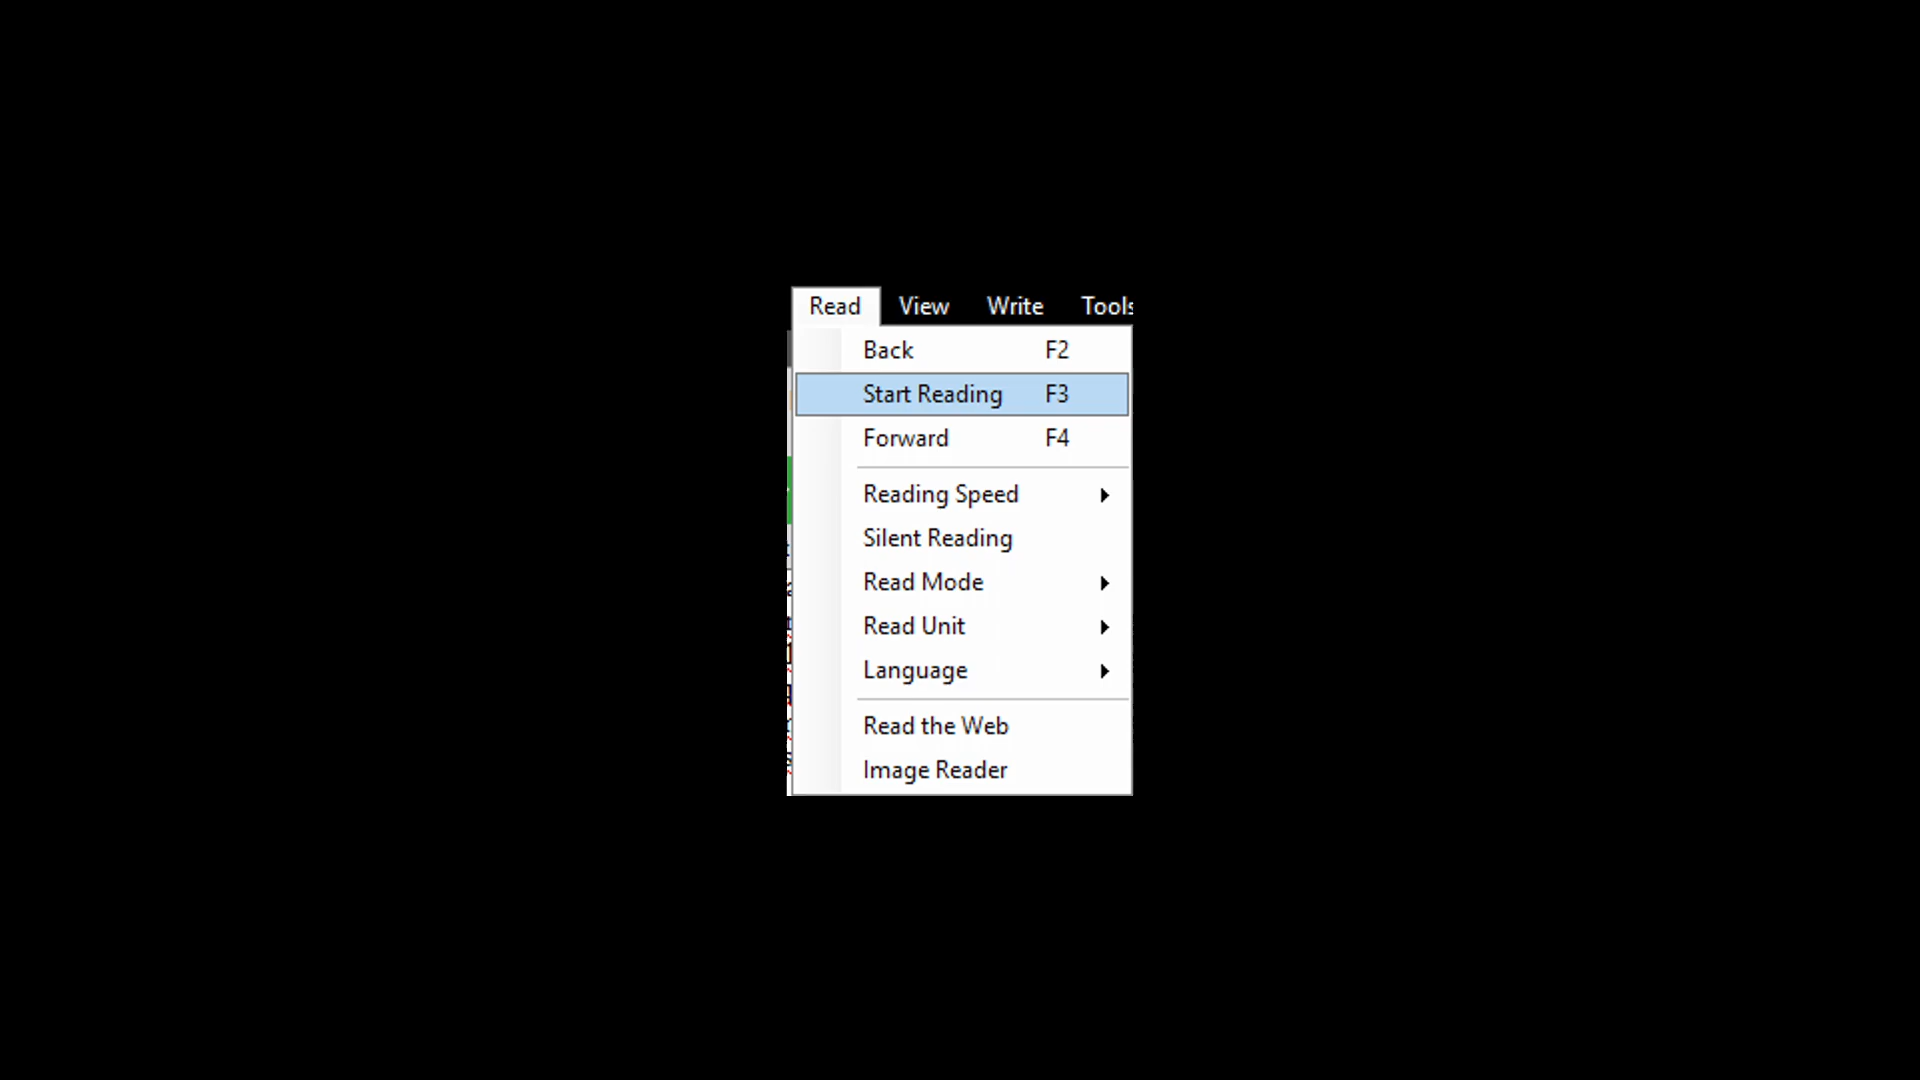 Read View Write Tools
Back F2
Start Reading F3
Forward F4
Reading Speed
Silent Reading
Read Mode
Read Unit
Language
Read the Web
Image Reader